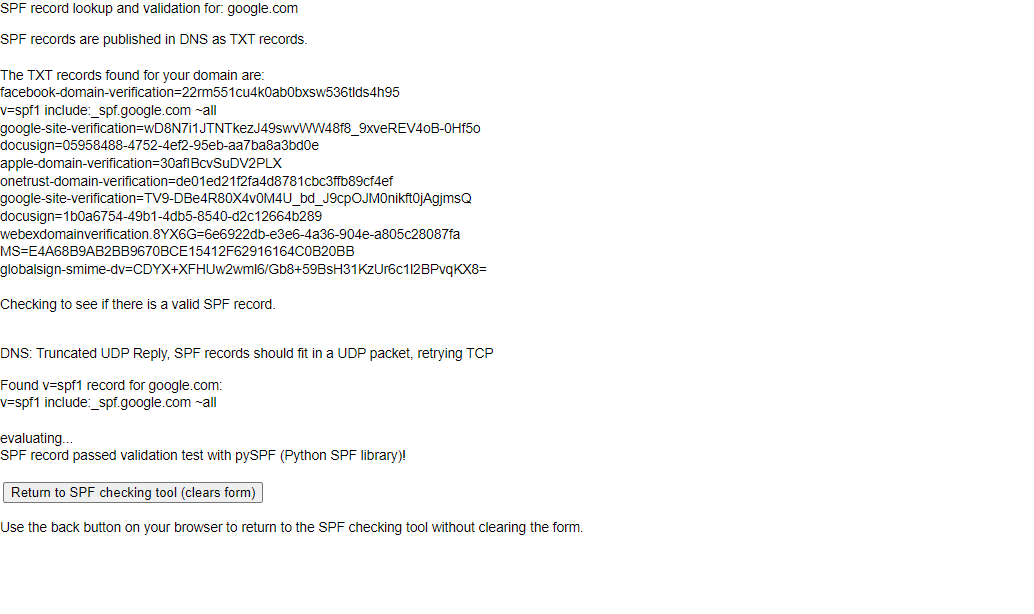 SPF record lookup and validation for: google.com
SPF records are published in DNS as TXT records.
The TXT records found for your domain are:
facebook-domain-verification=22rm551cu4k0ab0bxsw536tlds4h95
v=spf1 include:_spf.google.com ~all
google-site-verification=wD8N7i1JTNTkezJ49swvWW48f8_9xveREV4oB-0Hf5o
docusign=05958488-4752-4ef2-95eb-aa7ba8a3bd0e
apple-domain-verification=30afIBcvSuDV2PLX
onetrust-domain-verification=de01ed21f2fa4d8781cbc3ffb89cf4ef
google-site-verification=TV9-DBe4R80X4v0M4U_bd_J9cpOJM0nikft0jAgjmsQ
docusign=1b0a6754-49b1-4db5-8540-d2c12664b289
webexdomainverification.8YX6G=6e6922db-e3e6-4a36-904e-a805c28087fa
MS=E4A68B9AB2BB9670BCE15412F62916164C0B20BB
globalsign-smime-dv=CDYX+XFHUw2wml6/Gb8+59BsH31KzUr6c1l2BPvqKX8=
Checking to see if there is a valid SPF record.
DNS: Truncated UDP Reply, SPF records should fit in a UDP packet, retrying TCP
Found v=spf1 record for google.com:
v=spf1 include:_spf.google.com ~all
evaluating...
SPF record passed validation test with pySPF (Python SPF library)!
Return to SPF checking tool (clears form)
Use the back button on your browser to return to the SPF checking tool without clearing the form.